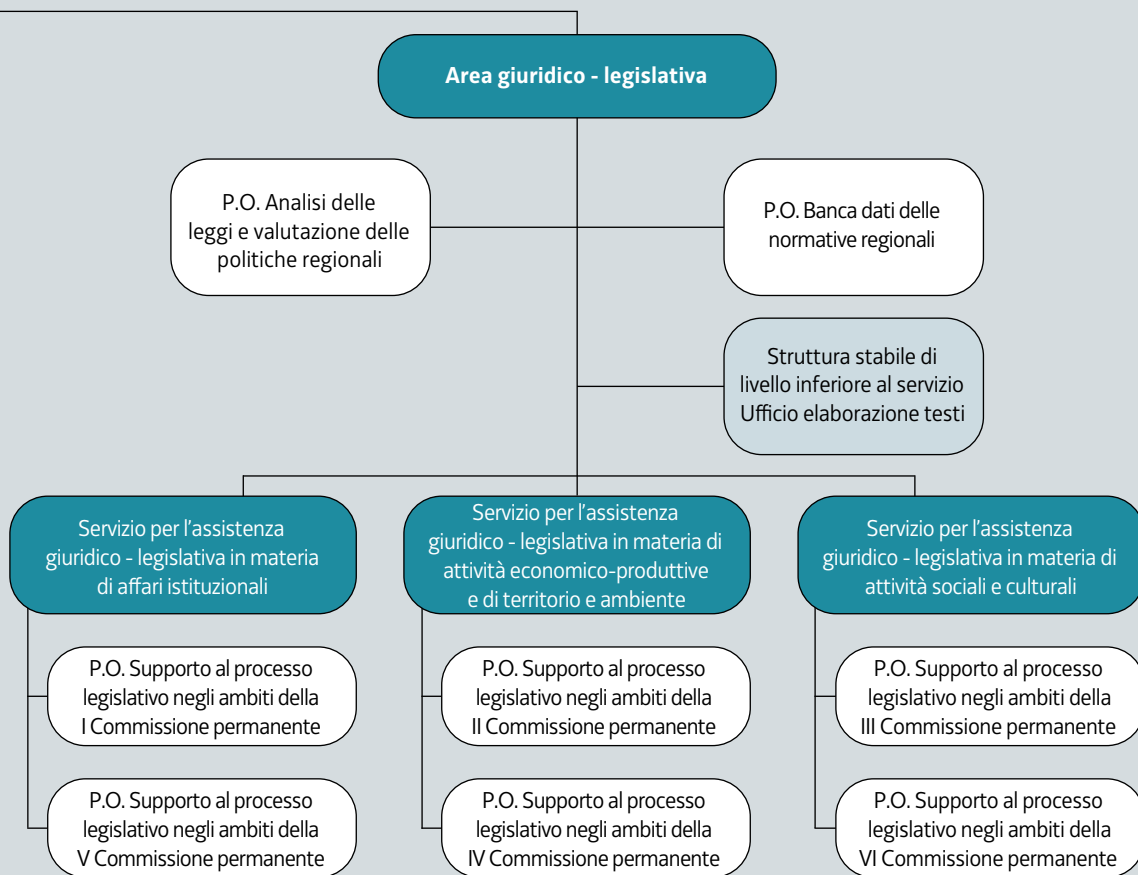 Area giuridico - legislativa
P.O. Analisi delle
leggi e valutazione delle
politiche regionali
P.O. Banca dati delle
normative regionali
Struttura stabile di
livello inferiore al servizio
Ufficio elaborazione testi
Servizio per l'assistenza
giuridico - legislativa in materia
di affari istituzionali
Servizio per l'assistenza
giuridico - legislativa in materia di
attività economico-produttive
e di territorio e ambiente
Servizio per l'assistenza
giuridico - legislativa in materia di
attività sociali e culturali
P.O. Supporto al processo
legislativo negli ambiti della
I Commissione permanente
P.O. Supporto al processo
legislativo negli ambiti della
II Commissione permanente
P.O. Supporto al processo
legislativo negli ambiti della
III Commissione permanente
P.O. Supporto al processo
legislativo negli ambiti della
V Commissione permanente
P.O. Supporto al processo
legislativo negli ambiti della
IV Commissione permanente
P.O. Supporto al processo
legislativo negli ambiti della
VI Commissione permanente